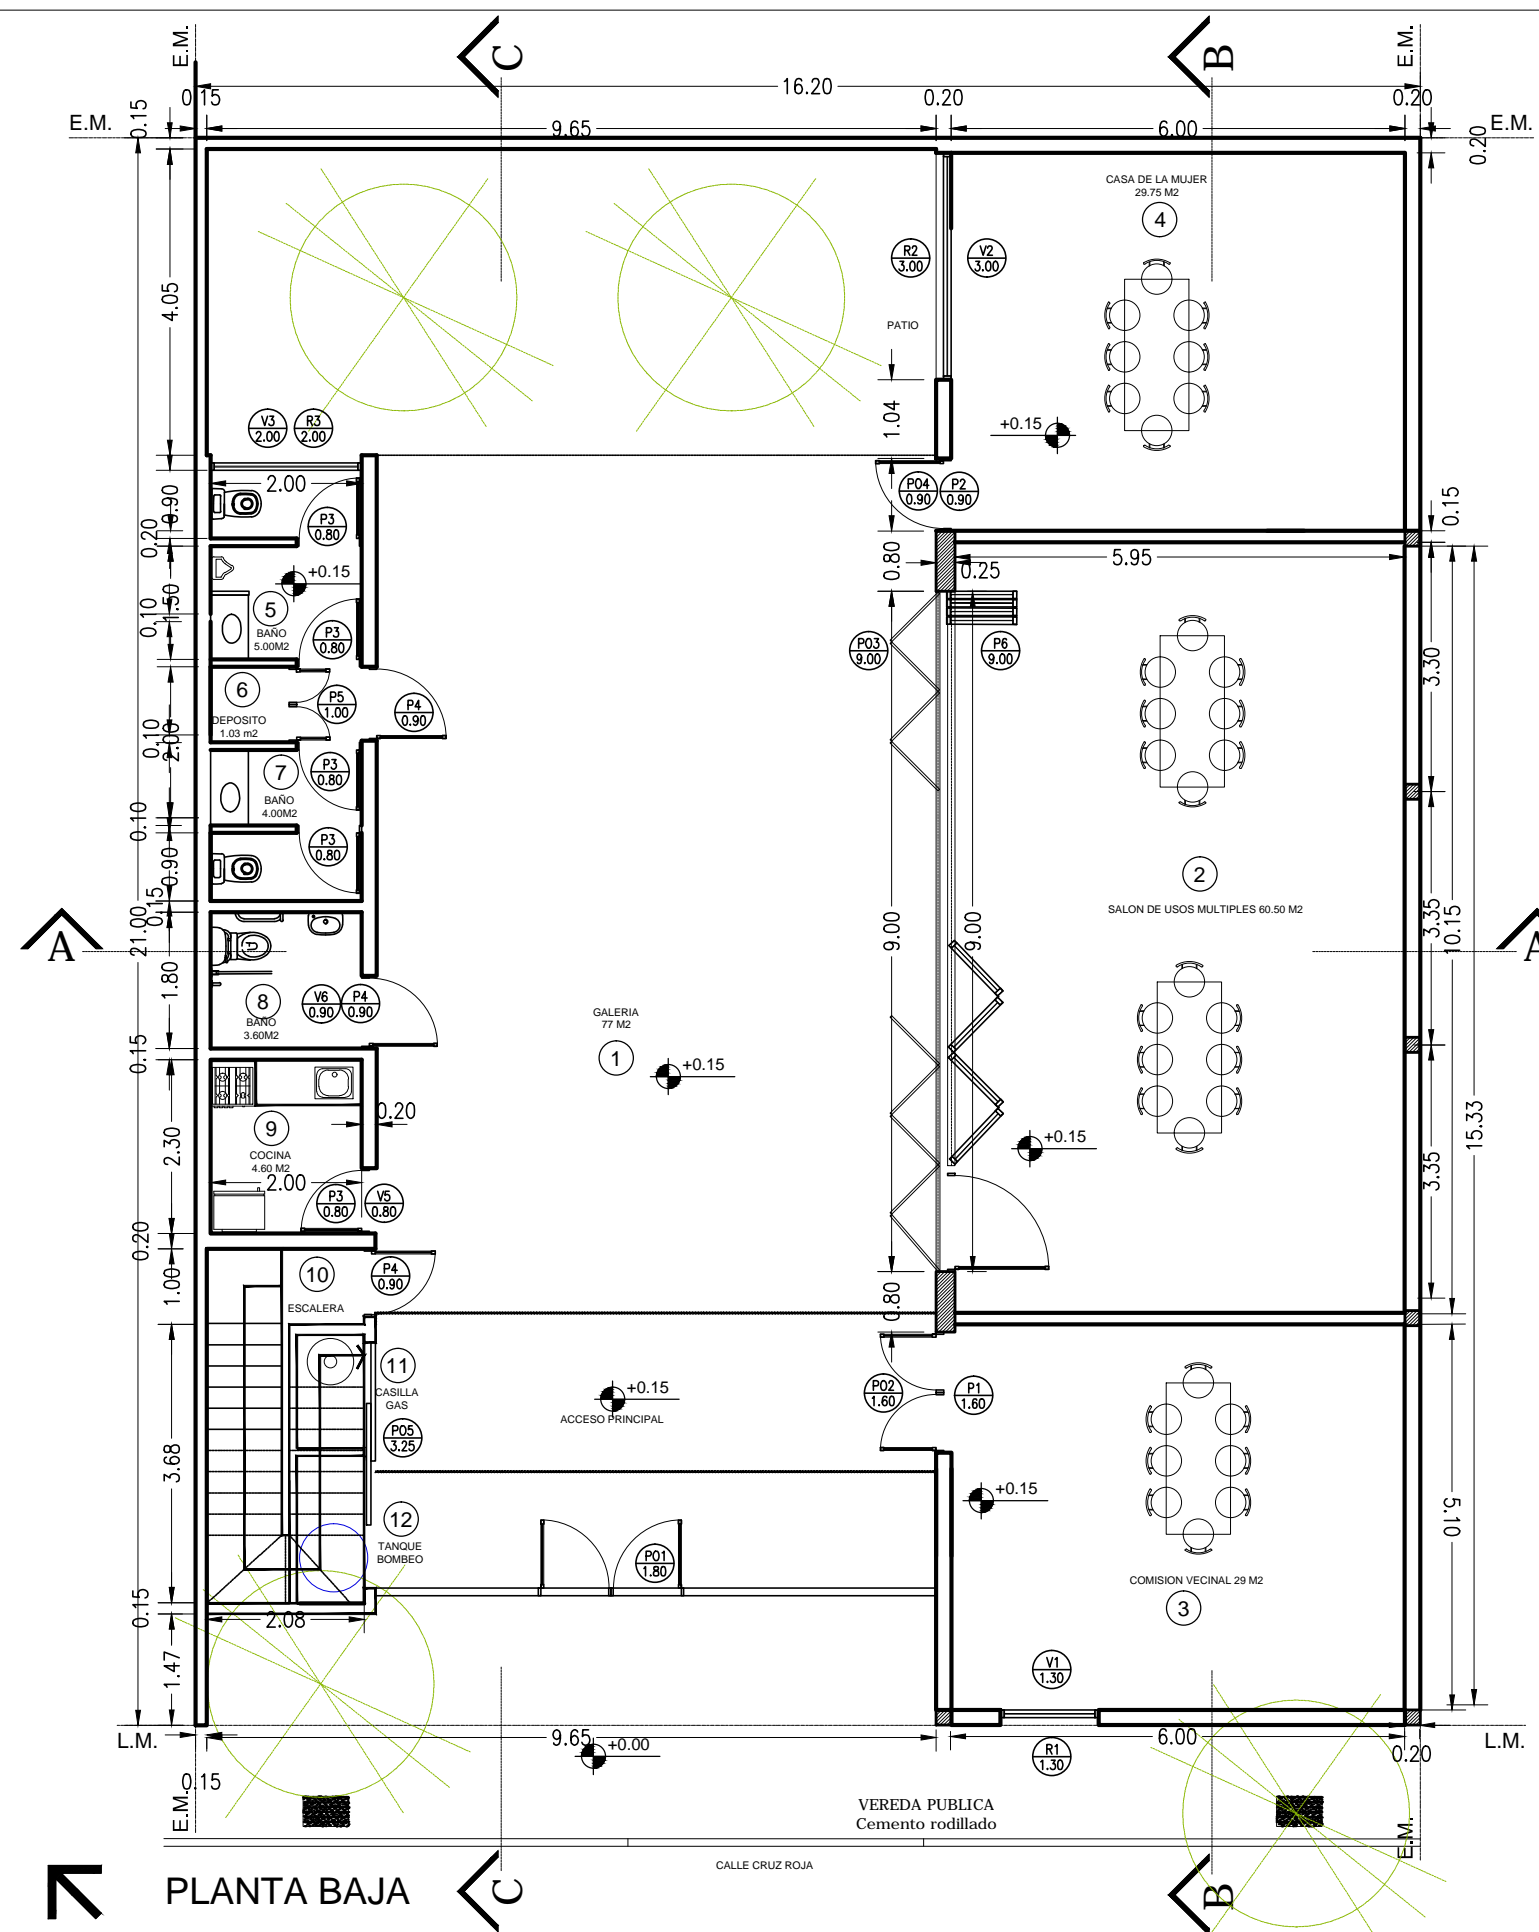 E.M.
C
B
E.M.
16.20
0.15
0.20
0.20
E.M.
0.15
9.65
6.00
E.M.
0.20
CASA DE LA MUJER
29.75 M2
4
R2
3.00
V2
3.00
4.05
PATIO
1.04
V3
2.00
R3
2.00
+0.15
2.00
0.90
P04
0.90
P2
0.90
P3
0.80
0.15
0.20
0.80
5.95
0.25
+0.15
1.50
5
BAÑO
5.00M2
0.10
P3
0.80
P03
9.00
P6
9.00
3.30
6
DEPOSITO
1.03 m2
P5
1.00
P4
0.90
0.10
2.00
7
BAÑO
4.00M2
P3
0.80
0.10
P3
0.80
0.90
2
SALON DE USOS MULTIPLES 60.50 M2
0.15
21.00
A
9.00
9.00
3.35
10.15
A
1.80
8
BAÑO
3.60M2
V6
0.90
P4
0.90
GALERIA
77 M2
1
+0.15
0.15
0.20
9
COCINA
4.60 M2
2.00
2.30
+0.15
15.33
3.35
P3
0.80
V5
0.80
0.20
1.00
10
ESCALERA
P4
0.90
0.80
11
CASILLA
GAS
+0.15
ACCESO PRINCIPAL
P02
1.60
P1
1.60
P05
3.25
3.68
+0.15
5.10
12
TANQUE
BOMBEO
P01
1.80
COMISION VECINAL 29 M2
3
0.15
2.08
1.47
V1
1.30
L.M.
9.65
+0.00
R1
1.30
6.00
0.20
L.M.
0.15
E.M.
VEREDA PUBLICA
Cemento rodillado
E.M.
CALLE CRUZ ROJA
PLANTA BAJA
C
B